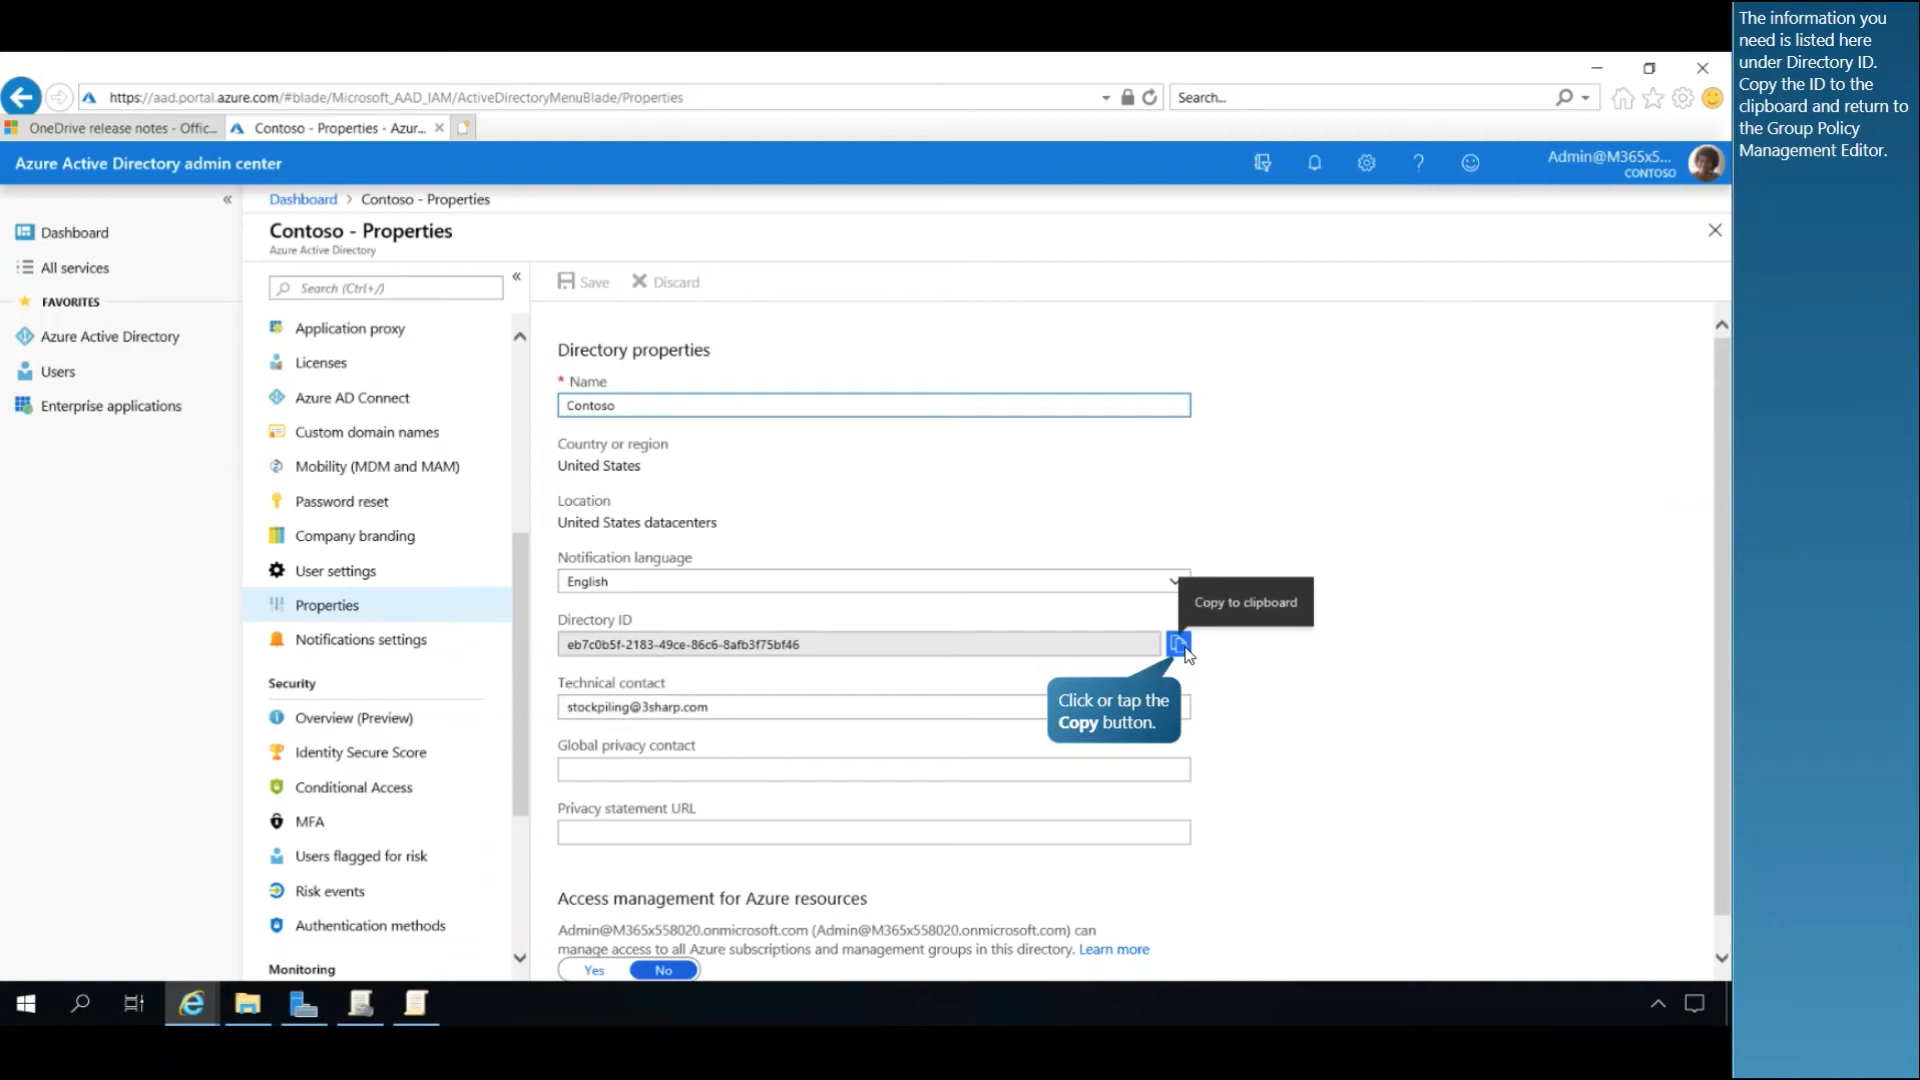 The information you
need is listed here
under Directory ID.
Copy the ID to the
clipboard and return to
the Group Policy
Management Editor.
https://aad.portal.azure.com/#blade/Microsoft_AAD_IAM/ActiveDirectoryMenuBlade/Properties
Search...
OneDrive release notes - Offic...
Contoso - Properties - Azur...
Azure Active Directory admin center
Admin@M365x5...
CONTOSO
Dashboard
All services
FAVORITES
Azure Active Directory
Users
Enterprise applications
Dashboard > Contoso - Properties
Contoso - Properties
Azure Active Directory
Search (Ctrl+/)
Application proxy
Licenses
Azure AD Connect
Custom domain names
Mobility (MDM and MAM)
Password reset
Company branding
User settings
Properties
Notifications settings
Security
Overview (Preview)
Identity Secure Score
Conditional Access
MFA
Users flagged for risk
Risk events
Authentication methods
Monitoring
Save
Discard
Directory properties
* Name
Contoso
Country or region
United States
Location
United States datacenters
Notification language
English
Copy to clipboard
Directory ID
eb7c0b5f-2183-49ce-86c6-8afb3f75bf46
Click or tap the
Copy button.
Technical contact
stockpiling@3sharp.com
Global privacy contact
Privacy statement URL
Access management for Azure resources
Admin@M365x558020.onmicrosoft.com (Admin@M365x558020.onmicrosoft.com) can
manage access to all Azure subscriptions and management groups in this directory. Learn more
Yes
No